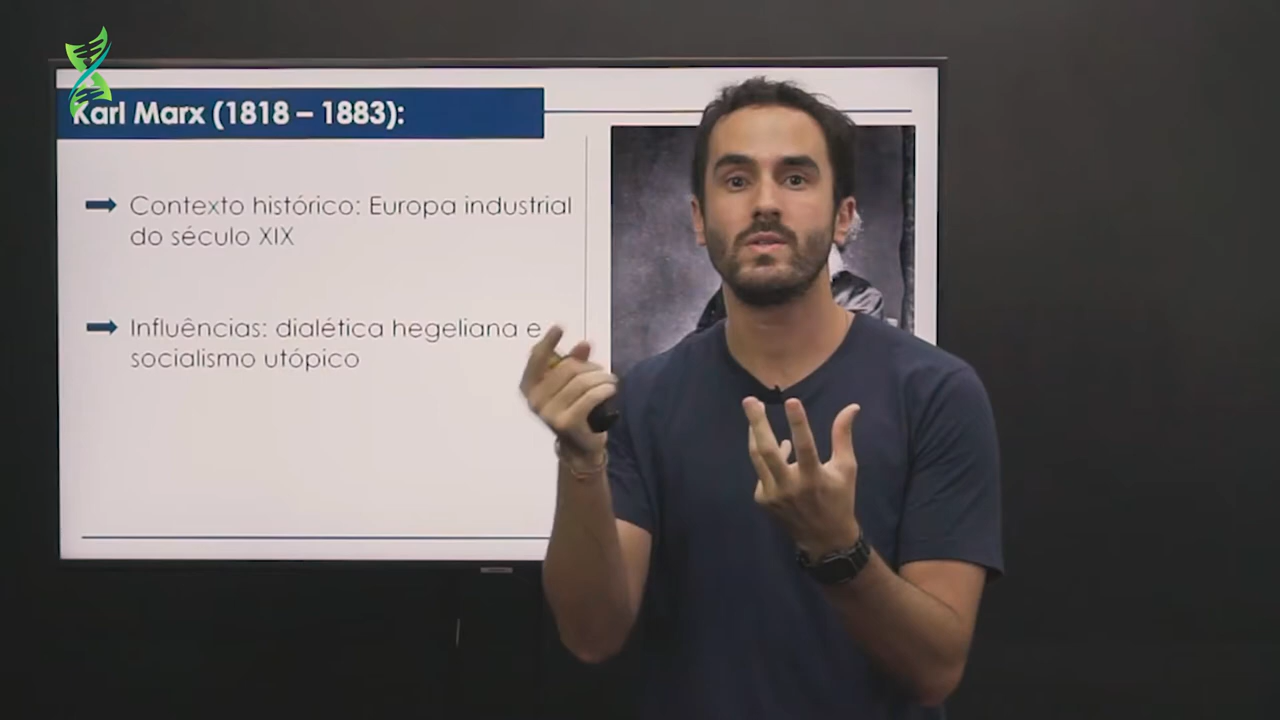 Karl Marx (1818 – 1883):
Contexto histórico: Europa industrial
do século XIX
Influências: dialética hegeliana e
socialismo utópico